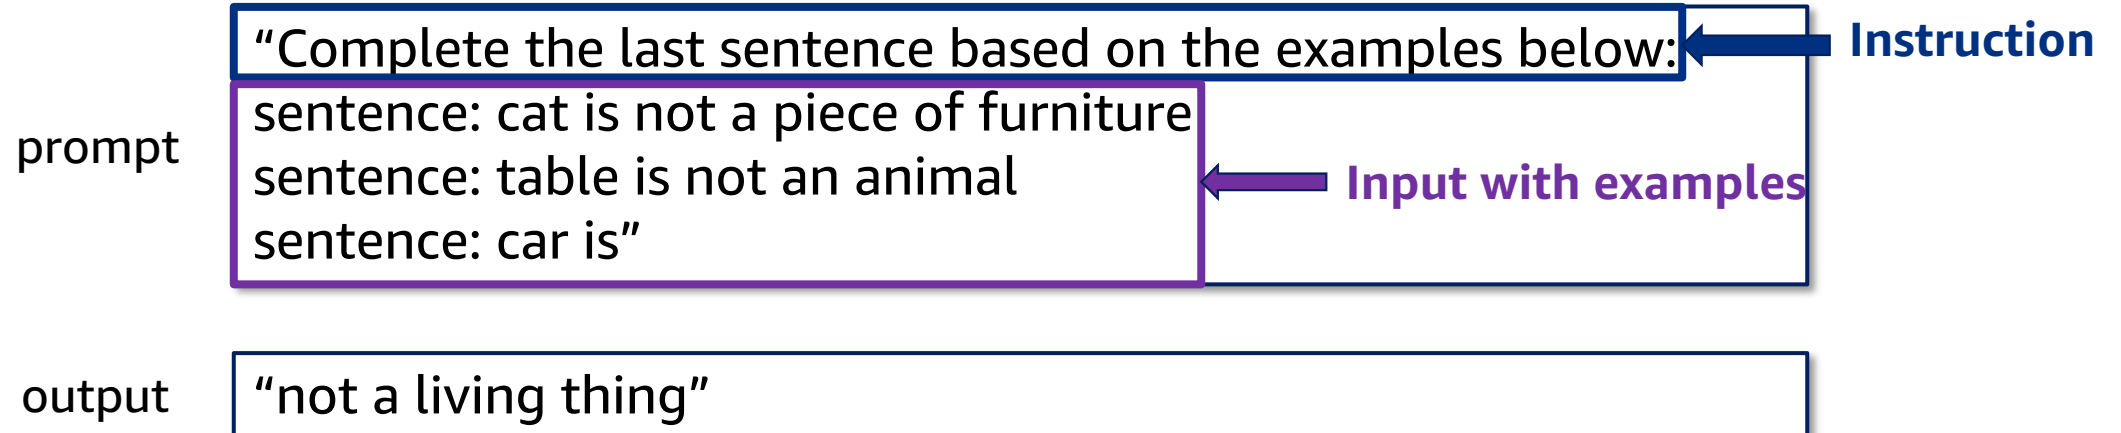 “Complete the last sentence based on the examples below:
Instruction
prompt
sentence: cat is not a piece of furniture
sentence: table is not an animal
sentence: car is”
Input with examples
output
“not a living thing”